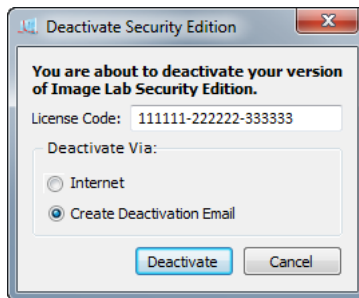 Deactivate Security Edition
You are about to deactivate your version
of Image Lab Security Edition.
License Code: 111111-222222-333333
Deactivate Via:
Internet
Create Deactivation Email
Deactivate Cancel